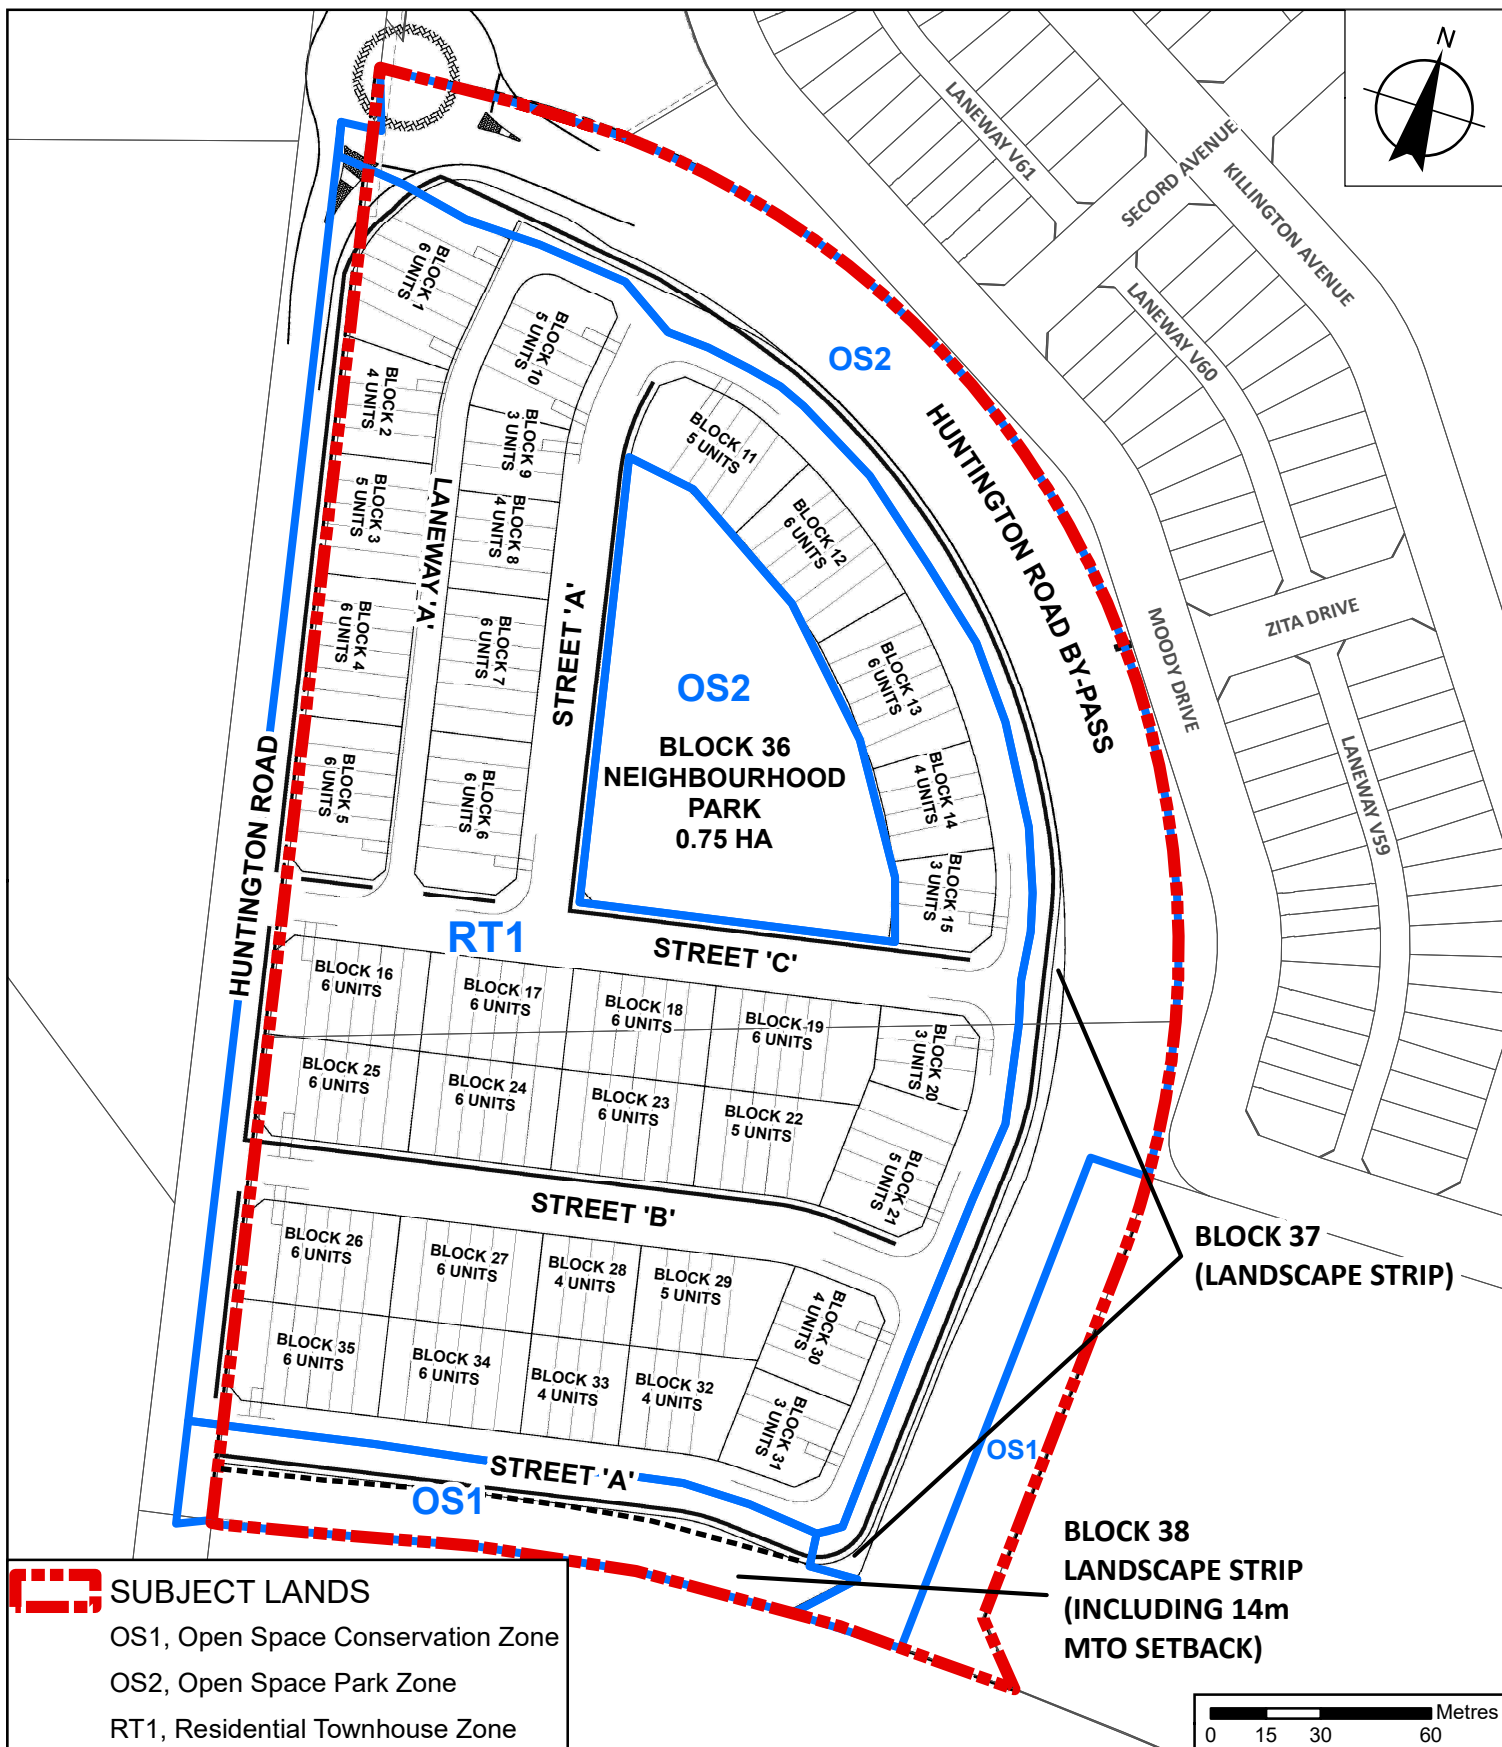 N
LANEWAY V61
SECORD AVENUE
KILLINGTON AVENUE
LANEWAY V60
OS2
HUNTINGTON ROAD BY-PASS
MOODY DRIVE
ZITA DRIVE
LANEWAY V59
BLOCK 1
6 UNITS
BLOCK 10
5 UNITS
BLOCK 2
4 UNITS
BLOCK 9
3 UNITS
BLOCK 11
5 UNITS
BLOCK 3
5 UNITS
LANEWAY 'A'
BLOCK 8
4 UNITS
BLOCK 12
6 UNITS
BLOCK 4
6 UNITS
BLOCK 7
6 UNITS
STREET 'A'
BLOCK 13
6 UNITS
OS2
BLOCK 36
NEIGHBOURHOOD
PARK
0.75 HA
BLOCK 5
6 UNITS
BLOCK 6
6 UNITS
BLOCK 14
4 UNITS
BLOCK 15
3 UNITS
HUNTINGTON ROAD
RT1
STREET 'C'
BLOCK 16
6 UNITS
BLOCK 17
6 UNITS
BLOCK 18
6 UNITS
BLOCK 19
6 UNITS
BLOCK 20
3 UNITS
BLOCK 25
6 UNITS
BLOCK 24
6 UNITS
BLOCK 23
6 UNITS
BLOCK 22
5 UNITS
BLOCK 21
5 UNITS
STREET 'B'
BLOCK 26
6 UNITS
BLOCK 27
6 UNITS
BLOCK 28
4 UNITS
BLOCK 29
5 UNITS
BLOCK 30
4 UNITS
BLOCK 35
6 UNITS
BLOCK 34
6 UNITS
BLOCK 33
4 UNITS
BLOCK 32
4 UNITS
BLOCK 31
3 UNITS
BLOCK 37
(LANDSCAPE STRIP)
OS1
STREET 'A'
OS1
BLOCK 38
LANDSCAPE STRIP
(INCLUDING 14m
MTO SETBACK)
SUBJECT LANDS
OS1, Open Space Conservation Zone
OS2, Open Space Park Zone
RT1, Residential Townhouse Zone
Metres
0 15 30 60